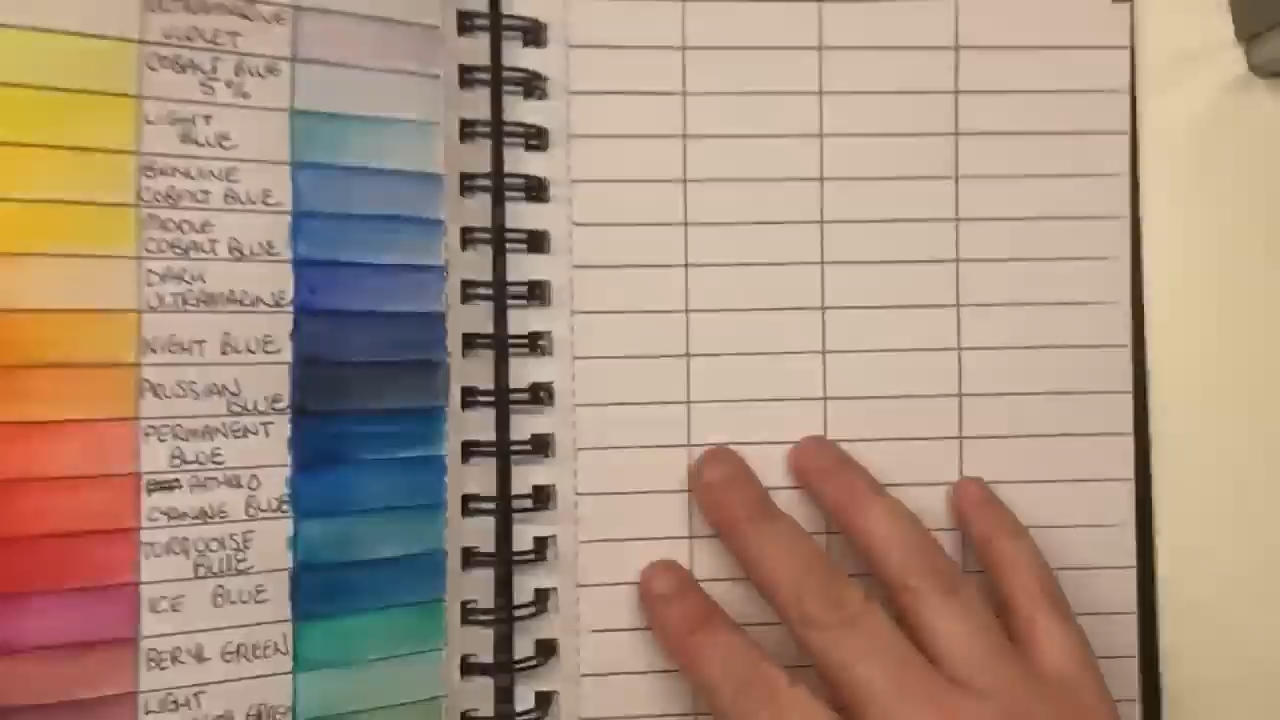 VIOLET
COBALT BLUE
5%
LIGHT
BLUE
GENUINE
COBALT BLUE
MIDDLE
COBALT BLUE
DARK
ULTRAMARINE
NIGHT BLUE
PRUSSIAN
BLUE
PERMANENT
BLUE
CYANINE BLUE
TURQUOISE
BLUE
ICE BLUE
BERYL GREEN
LIGHT